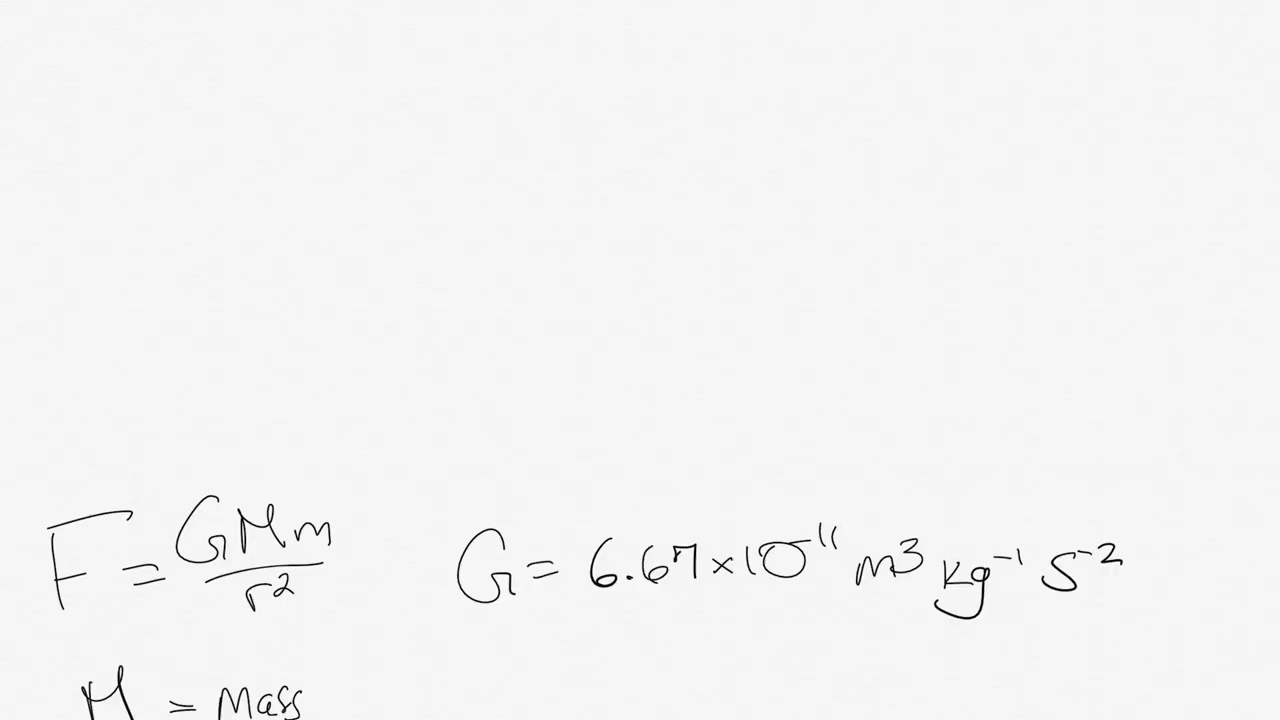 F = GMm/r² G = 6.67 × 10⁻¹¹ m³ kg⁻¹ s⁻²
M = Mass